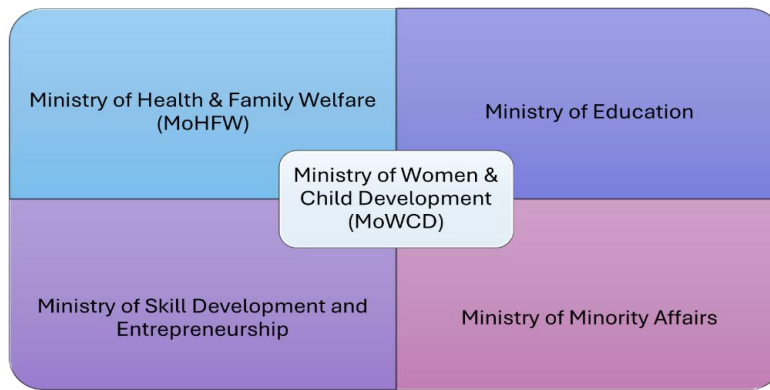 Ministry of Health & Family Welfare
(MoHFW)
Ministry of Education
Ministry of Women &
Child Development
(MoWCD)
Ministry of Skill Development and
Entrepreneurship
Ministry of Minority Affairs